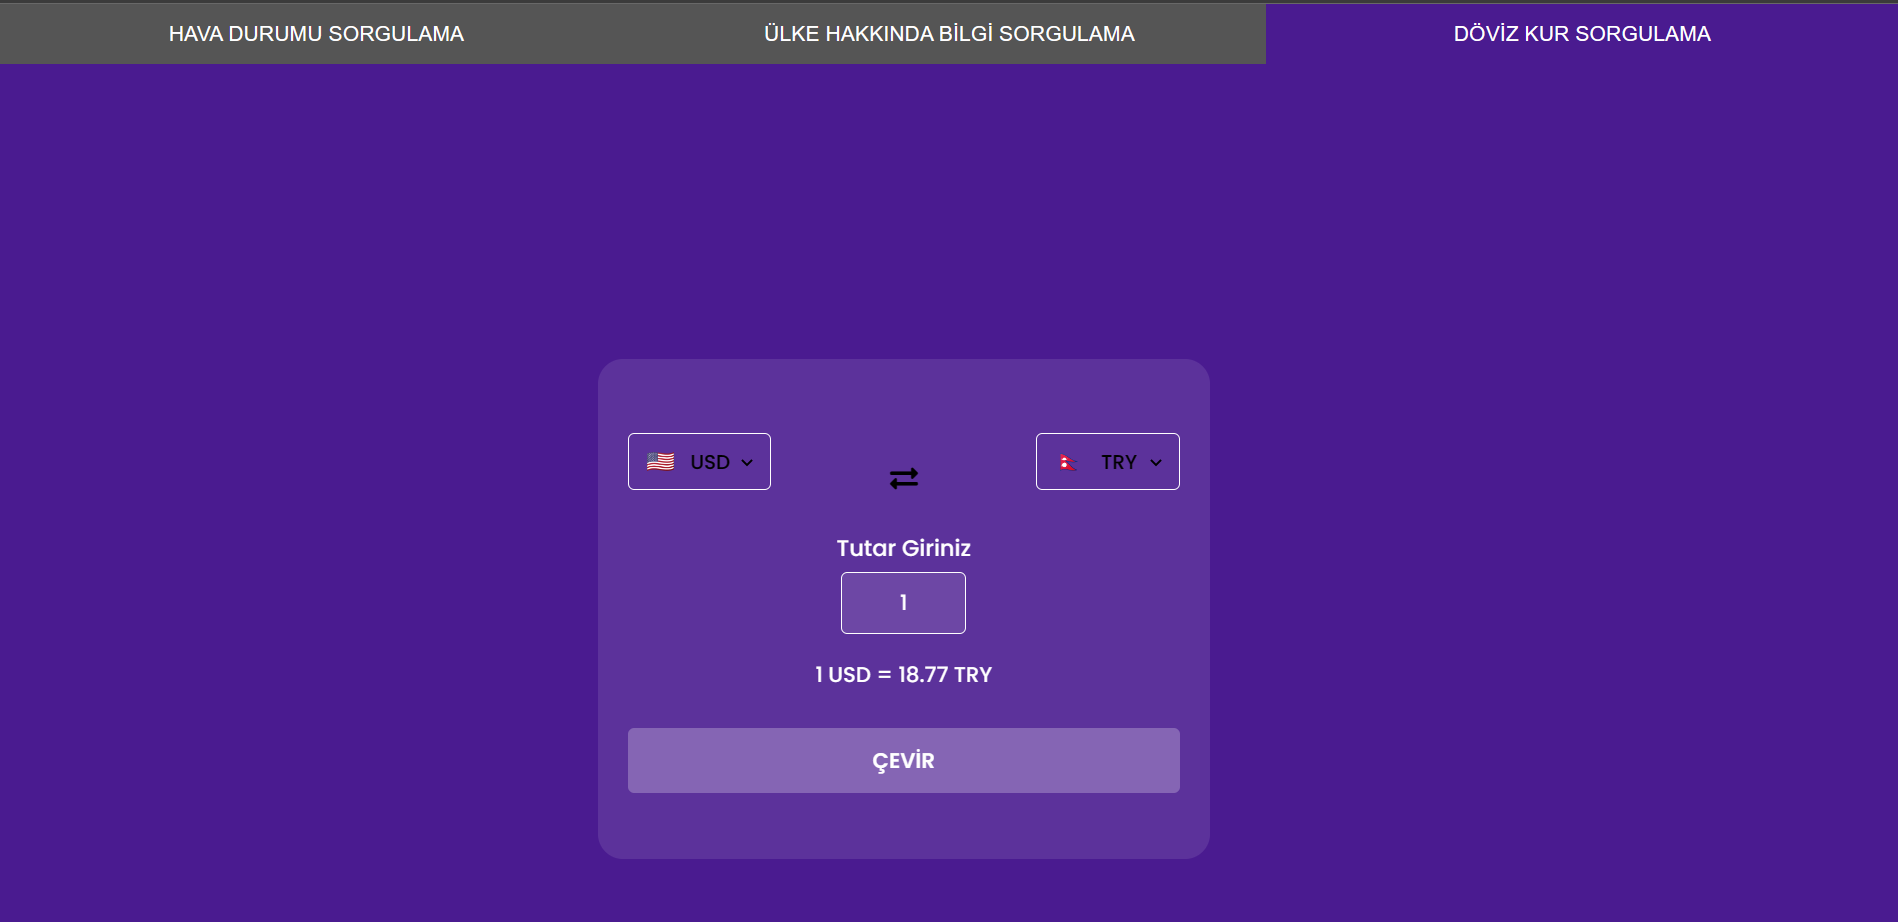 HAVA DURUMU SORGULAMA
ÜLKE HAKKINDA BİLGİ SORGULAMA
DÖVİZ KUR SORGULAMA
USD
TRY
Tutar Giriniz
1
1 USD = 18.77 TRY
ÇEVİR